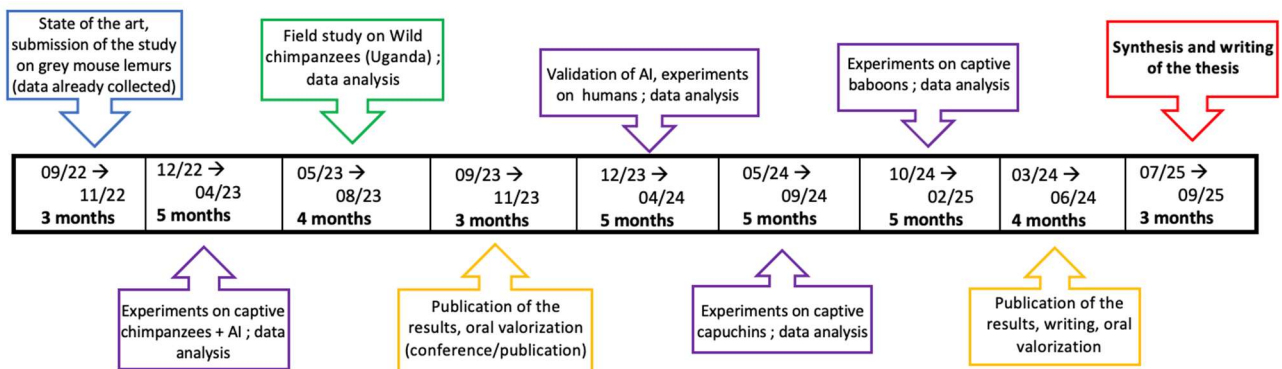 State of the art,
submission of the study
on grey mouse lemurs
(data already collected)
Field study on Wild
chimpanzees (Uganda) ;
data analysis
Validation of AI, experiments
on humans ; data analysis
Experiments on captive
baboons ; data analysis
Synthesis and writing
of the thesis
09/22 →
11/22
3 months
12/22 →
04/23
5 months
05/23 →
08/23
4 months
09/23 →
11/23
3 months
12/23 →
04/24
5 months
05/24 →
09/24
5 months
10/24 →
02/25
5 months
03/24 →
06/24
4 months
07/25 →
09/25
3 months
Experiments on captive
chimpanzees + AI ; data
analysis
Publication of the
results, oral valorization
(conference/publication)
Experiments on captive
capuchins ; data analysis
Publication of the
results, writing, oral
valorization